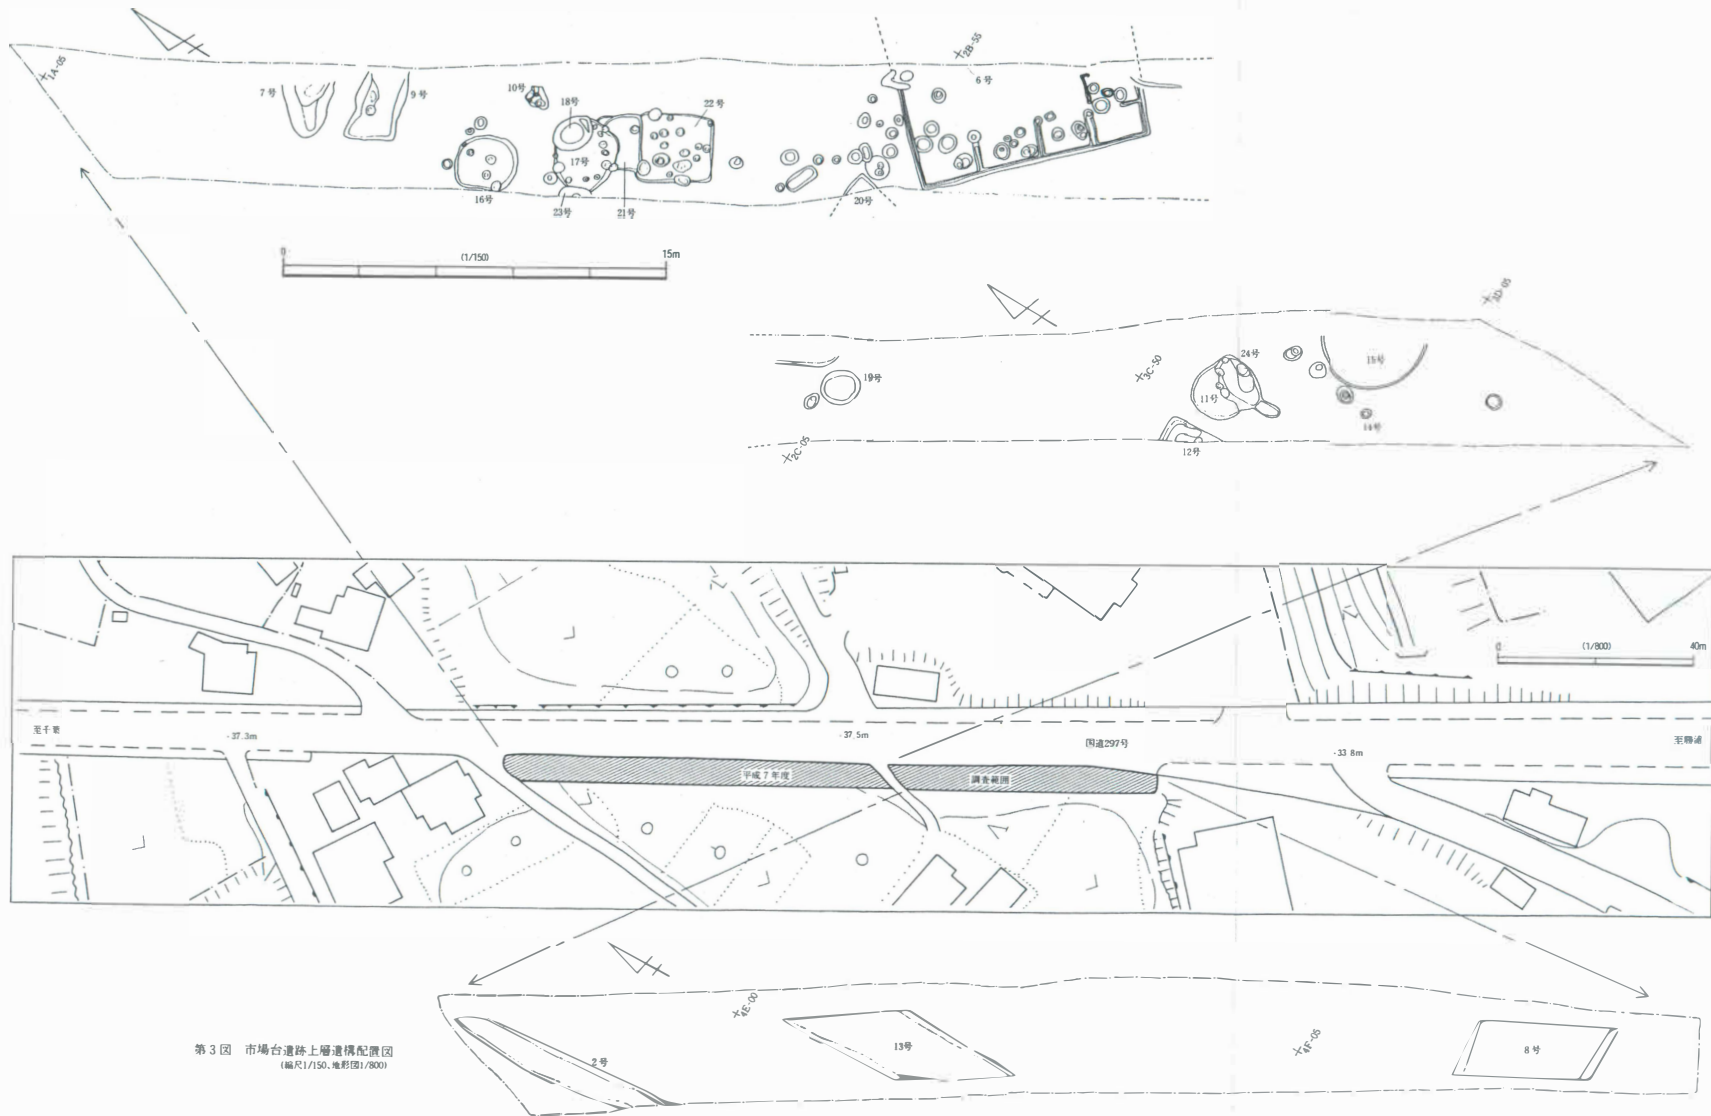 1A-05
7号
9号
10号
18号
22号
2B-55
6号
17号
16号
23号
21号
20号
0
(1/150)
15m
3D-05
3C-50
24号
15号
19号
11号
14号
12号
2C-05
(1/800)
0
40m
至千葉
37.3m
37.5m
国道297号
33.8m
至勝浦
平成7年度
調査範囲
4E-00
13号
4F-05
8号
2号
第3図 市場台遺跡上層遺構配置図
(縮尺1/150、地形図1/800)